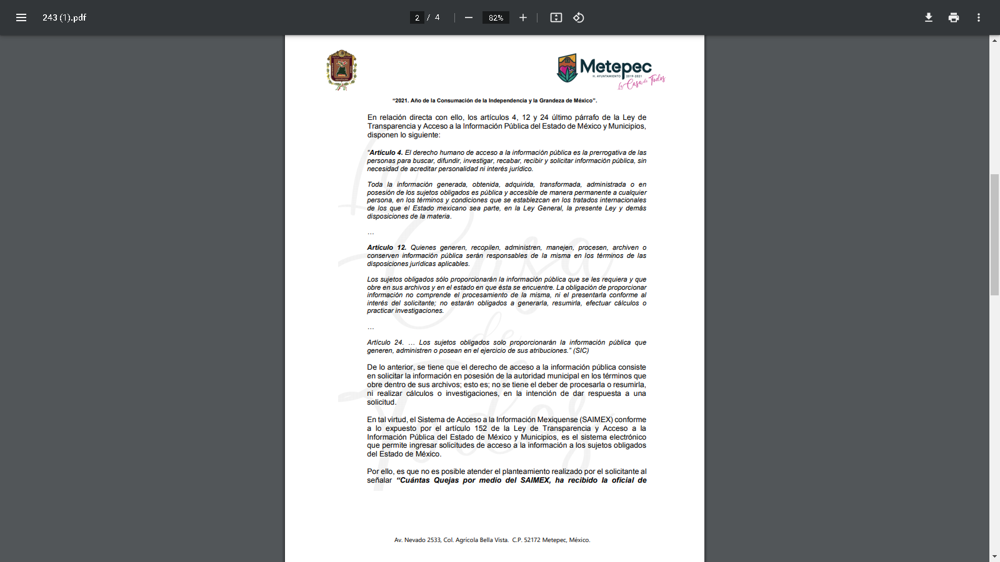 243 (1).pdf
2 / 4
82%
Metepec
H. AYUNTAMIENTO 2019-2021
La Casa de Todos
“2021. Año de la Consumación de la Independencia y la Grandeza de México”.
En relación directa con ello, los artículos 4, 12 y 24 último párrafo de la Ley de
Transparencia y Acceso a la Información Pública del Estado de México y Municipios,
disponen lo siguiente:
“Artículo 4. El derecho humano de acceso a la información pública es la prerrogativa de las
personas para buscar, difundir, investigar, recabar, recibir y solicitar información pública, sin
necesidad de acreditar personalidad ni interés jurídico.
Toda la información generada, obtenida, adquirida, transformada, administrada o en
posesión de los sujetos obligados es pública y accesible de manera permanente a cualquier
persona, en los términos y condiciones que se establezcan en los tratados internacionales
de los que el Estado mexicano sea parte, en la Ley General, la presente Ley y demás
disposiciones de la materia.
…
Artículo 12. Quienes generen, recopilen, administren, manejen, procesen, archiven o
conserven información pública serán responsables de la misma en los términos de las
disposiciones jurídicas aplicables.
Los sujetos obligados sólo proporcionarán la información pública que se les requiera y que
obre en sus archivos y en el estado en que ésta se encuentre. La obligación de proporcionar
información no comprende el procesamiento de la misma, ni el presentarla conforme al
interés del solicitante; no estarán obligados a generarla, resumirla, efectuar cálculos o
practicar investigaciones.
…
Artículo 24. … Los sujetos obligados solo proporcionarán la información pública que
generen, administren o posean en el ejercicio de sus atribuciones.” (SIC)
De lo anterior, se tiene que el derecho de acceso a la información pública consiste
en solicitar la información en posesión de la autoridad municipal en los términos que
obre dentro de sus archivos; esto es; no se tiene el deber de procesarla o resumirla,
ni realizar cálculos o investigaciones, en la intención de dar respuesta a una
solicitud.
En tal virtud, el Sistema de Acceso a la Información Mexiquense (SAIMEX) conforme
a lo expuesto por el artículo 152 de la Ley de Transparencia y Acceso a la
Información Pública del Estado de México y Municipios, es el sistema electrónico
que permite ingresar solicitudes de acceso a la información a los sujetos obligados
del Estado de México.
Por ello, es que no es posible atender el planteamiento realizado por el solicitante al
señalar “Cuántas Quejas por medio del SAIMEX, ha recibido la oficial de
La Casa de Todos
Av. Nevado 2533, Col. Agrícola Bella Vista. C.P. 52172 Metepec, México.